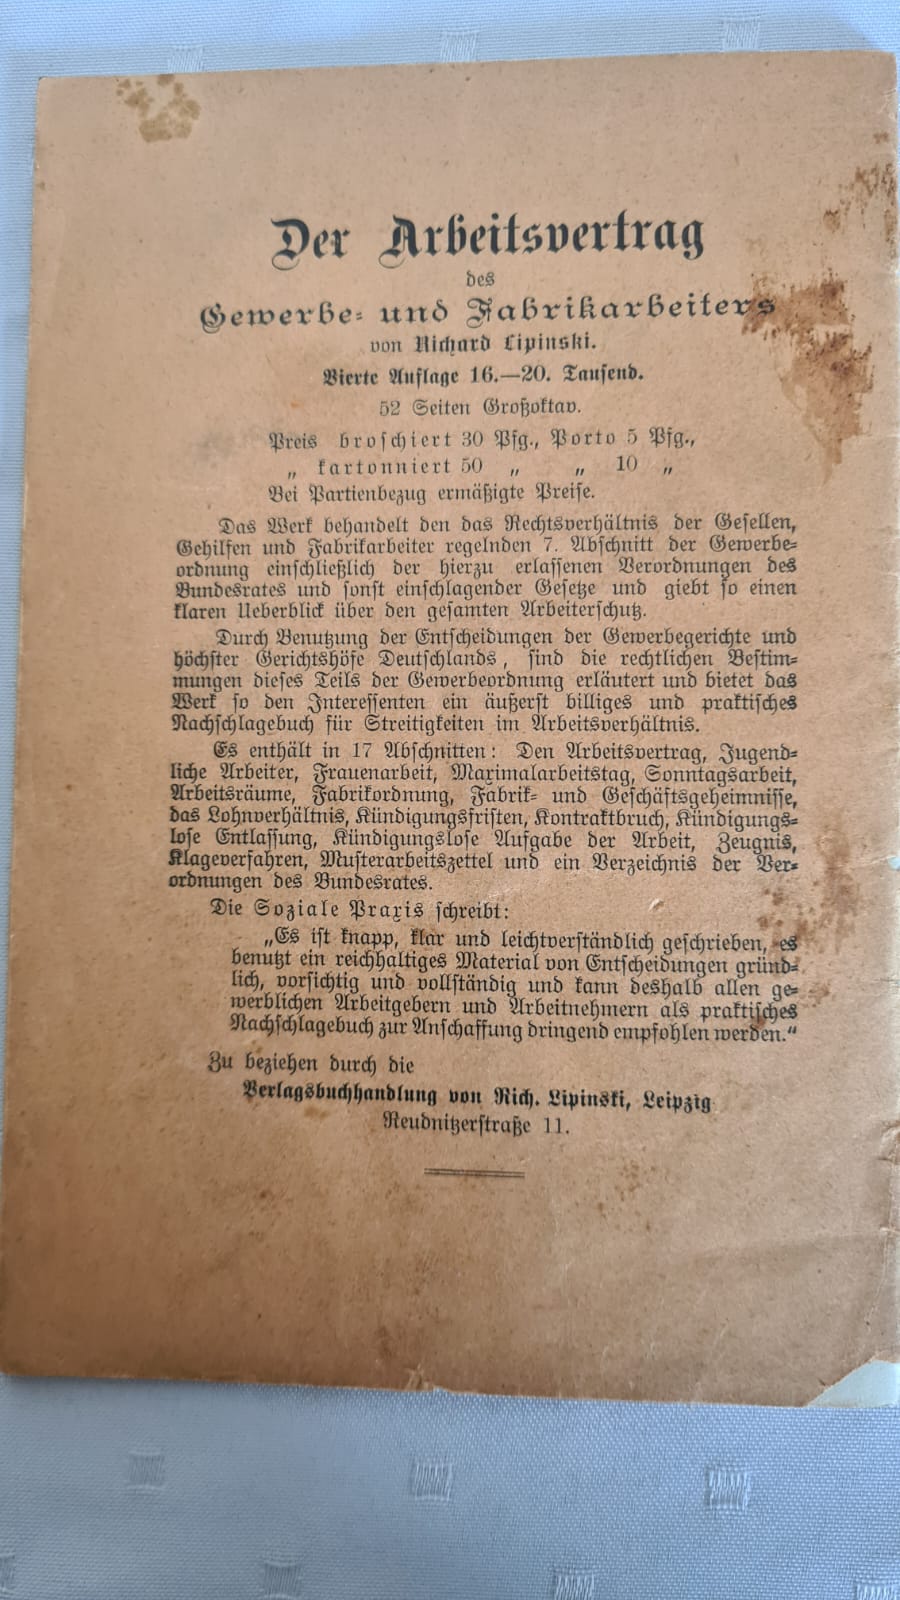 Der Arbeitsvertrag
des
Gewerbe- und Fabrikarbeiters
von Richard Lipinski.
Vierte Auflage 16.—20. Tausend.
52 Seiten Großoktav.
Preis broschiert 30 Pfg., Porto 5 Pfg.,
„ kartonniert 50 „ „ 10 „
Bei Partienbezug ermäßigte Preise.
Das Werk behandelt den das Rechtsverhältnis der Gesellen,
Gehilfen und Fabrikarbeiter regelnden 7. Abschnitt der Gewerbe-
ordnung einschließlich der hierzu erlassenen Verordnungen des
Bundesrates und sonst einschlagender Gesetze und giebt so einen
klaren Ueberblick über den gesamten Arbeiterschutz.
Durch Benutzung der Entscheidungen der Gewerbegerichte und
höchster Gerichtshöfe Deutschlands, sind die rechtlichen Bestim-
mungen dieses Teils der Gewerbeordnung erläutert und bietet das
Werk so den Interessenten ein äußerst billiges und praktisches
Nachschlagebuch für Streitigkeiten im Arbeitsverhältnis.
Es enthält in 17 Abschnitten: Den Arbeitsvertrag, Jugend-
liche Arbeiter, Frauenarbeit, Maximalarbeitstag, Sonntagsarbeit,
Arbeitsräume, Fabrikordnung, Fabrik- und Geschäftsgeheimnisse,
das Lohnverhältnis, Kündigungsfristen, Kontraktbruch, Kündigungs-
lose Entlassung, Kündigungslose Aufgabe der Arbeit, Zeugnis,
Klageverfahren, Musterarbeitszettel und ein Verzeichnis der Ver-
ordnungen des Bundesrates.
Die Soziale Praxis schreibt:
„Es ist knapp, klar und leichtverständlich geschrieben, es
benutzt ein reichhaltiges Material von Entscheidungen gründ-
lich, vorsichtig und vollständig und kann deshalb allen ge-
werblichen Arbeitgebern und Arbeitnehmern als praktisches
Nachschlagebuch zur Anschaffung dringend empfohlen werden.“
Zu beziehen durch die
Verlagsbuchhandlung von Rich. Lipinski, Leipzig
Reudnitzerstraße 11.